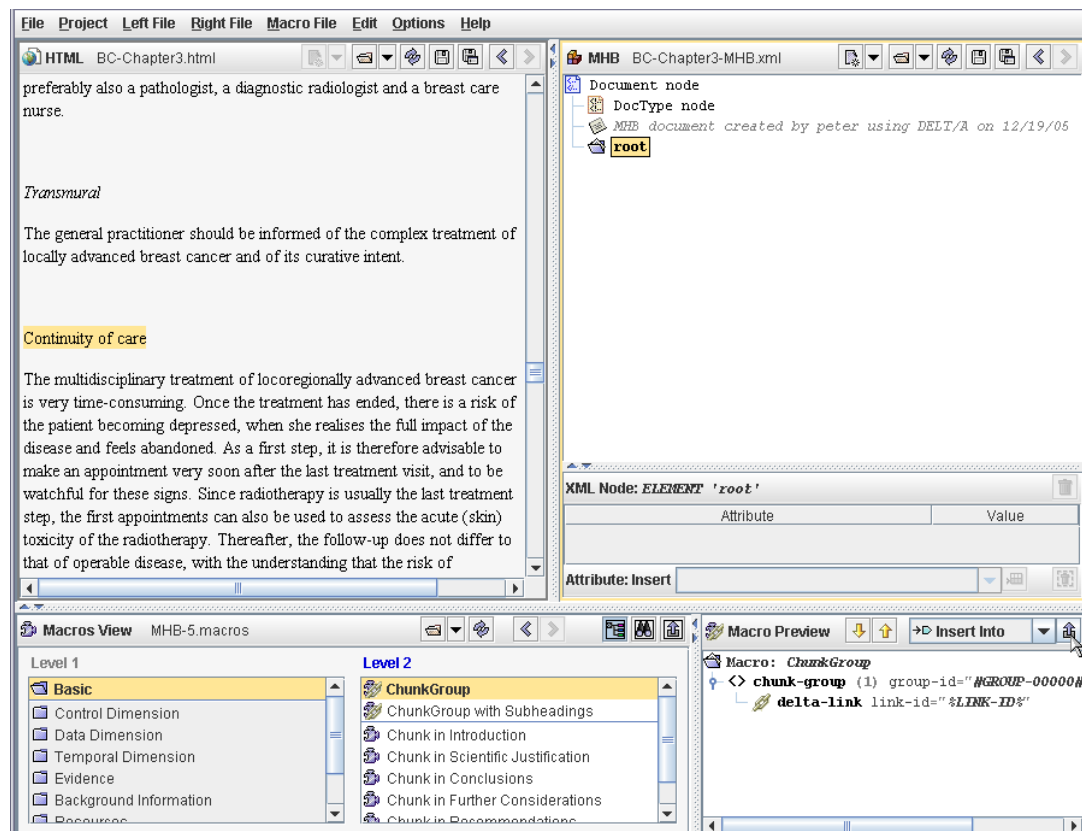 File Project Left File Right File Macro File Edit Options Help
HTML BC-Chapter3.html
preferably also a pathologist, a diagnostic radiologist and a breast care
nurse.
Transmural
The general practitioner should be informed of the complex treatment of
locally advanced breast cancer and of its curative intent.
Continuity of care
The multidisciplinary treatment of locoregionally advanced breast cancer
is very time-consuming. Once the treatment has ended, there is a risk of
the patient becoming depressed, when she realises the full impact of the
disease and feels abandoned. As a first step, it is therefore advisable to
make an appointment very soon after the last treatment visit, and to be
watchful for these signs. Since radiotherapy is usually the last treatment
step, the first appointments can also be used to assess the acute (skin)
toxicity of the radiotherapy. Thereafter, the follow-up does not differ to
that of operable disease, with the understanding that the risk of
MHB BC-Chapter3-MHB.xml
Document node
DocType node
MHB document created by peter using DELT/A on 12/19/05
root
XML Node: ELEMENT 'root'
Attribute Value
Attribute: Insert
Macros View MHB-5.macros
Level 1
Basic
Control Dimension
Data Dimension
Temporal Dimension
Evidence
Background Information
Resources
Level 2
ChunkGroup
ChunkGroup with Subheadings
Chunk in Introduction
Chunk in Scientific Justification
Chunk in Conclusions
Chunk in Further Considerations
Chunk in Recommendations
Macro Preview Insert Into
Macro: ChunkGroup
<> chunk-group (1) group-id="#GROUP-00000#
delta-link link-id="%LINK-ID%"